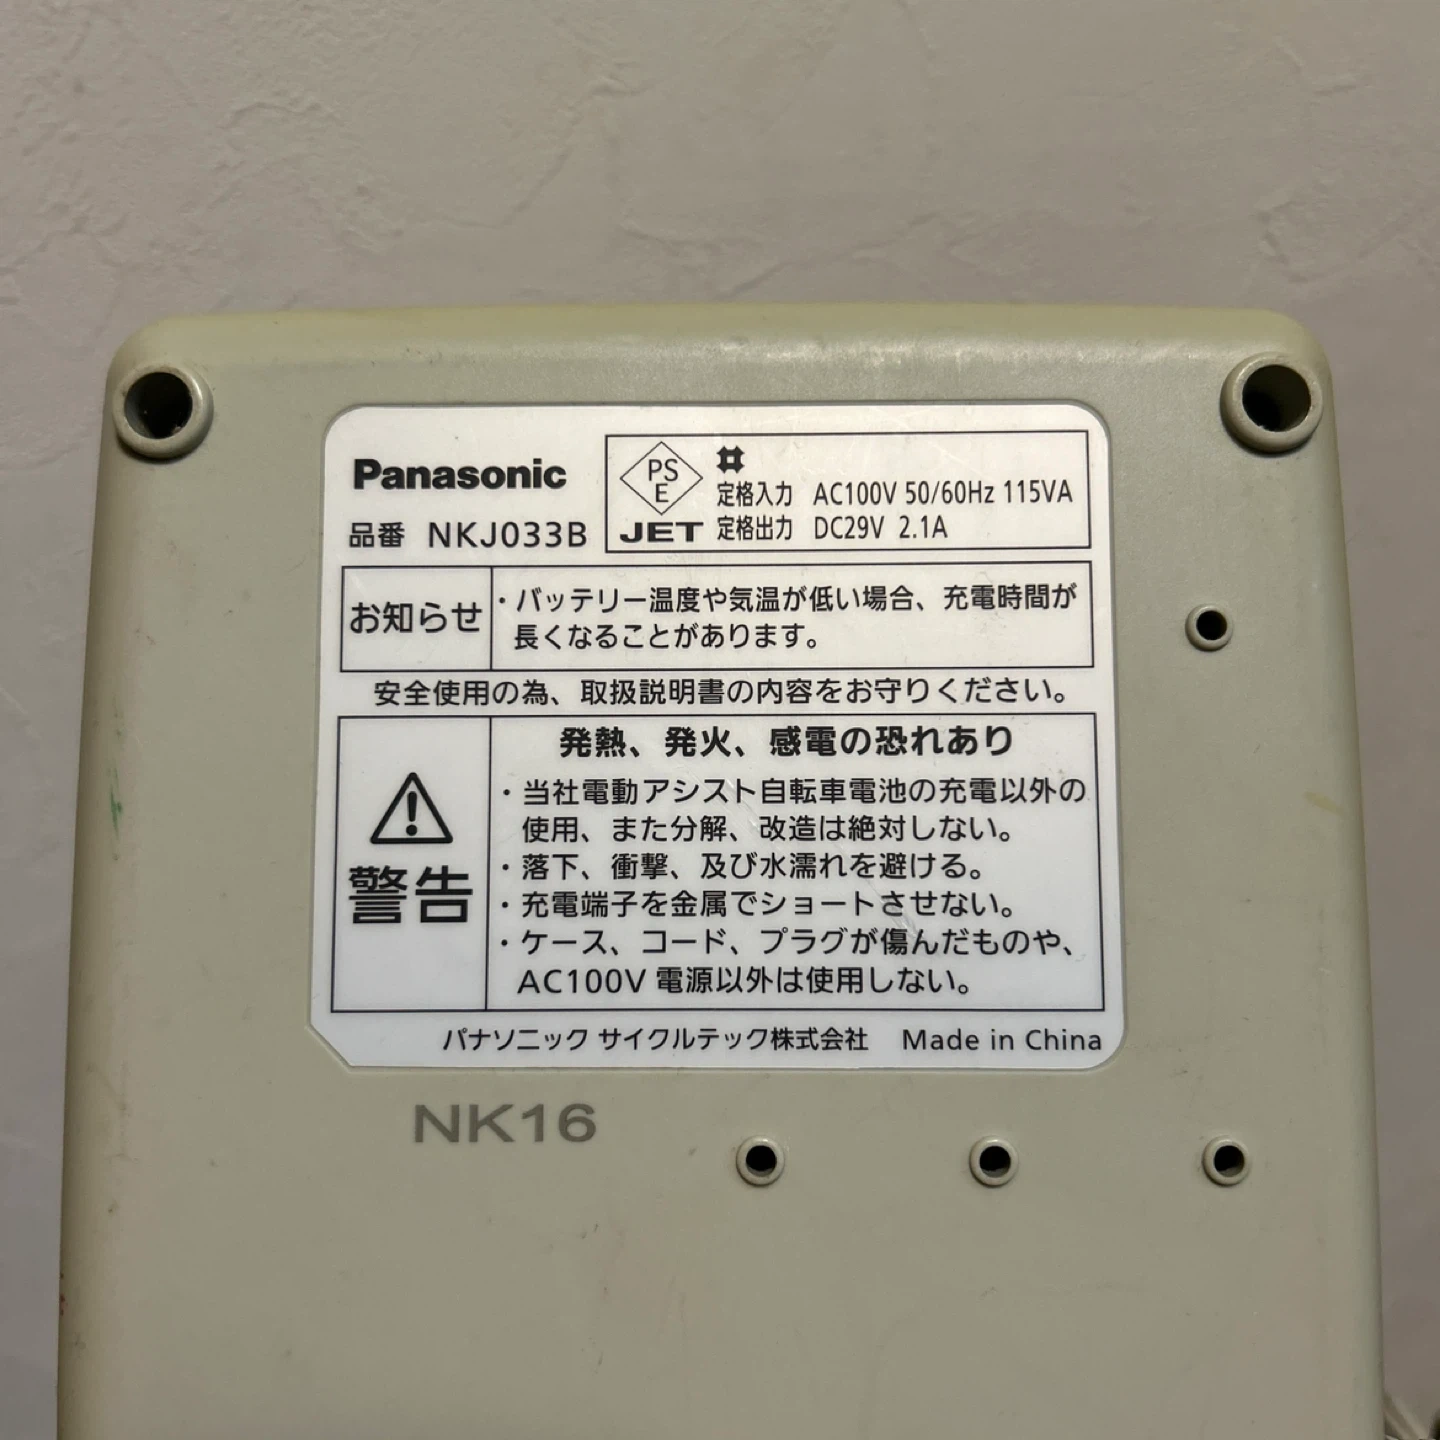 Panasonic
品番 NKJ033B
PS
E
JET
定格入力 AC100V 50/60Hz 115VA
定格出力 DC29V 2.1A
お知らせ
・バッテリー温度や気温が低い場合、充電時間が
長くなることがあります。
安全使用の為、取扱説明書の内容をお守りください。
警告
発熱、発火、感電の恐れあり
・当社電動アシスト自転車電池の充電以外の
使用、また分解、改造は絶対しない。
・落下、衝撃、及び水濡れを避ける。
・充電端子を金属でショートさせない。
・ケース、コード、プラグが傷んだものや、
AC100V 電源以外は使用しない。
パナソニック サイクルテック株式会社 Made in China
NK16